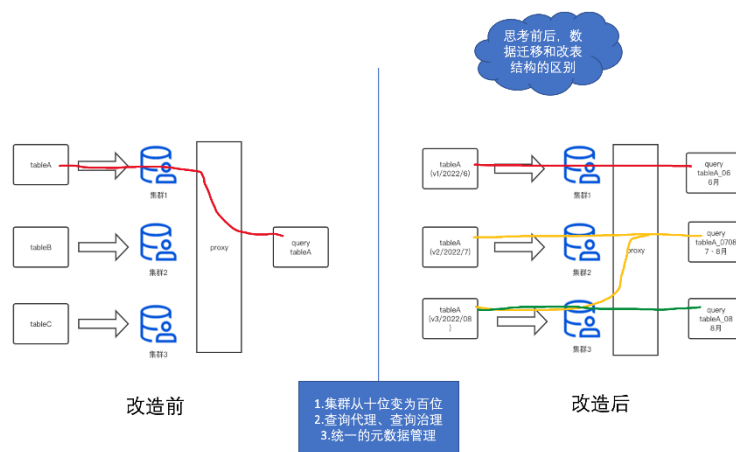 思考前后，数
据迁移和改表
结构的区别
tableA
集群1
tableB
集群2
tableC
集群3
proxy
query
tableA
改造前
tableA
(v1/2022/6)
集群1
tableA
(v2/2022/7)
集群2
tableA
(v3/2022/08
)
集群3
proxy
query
tableA_06
6月
query
tableA_0708
7、8月
query
tableA_08
8月
改造后
1.集群从十位变为百位
2.查询代理、查询治理
3.统一的元数据管理